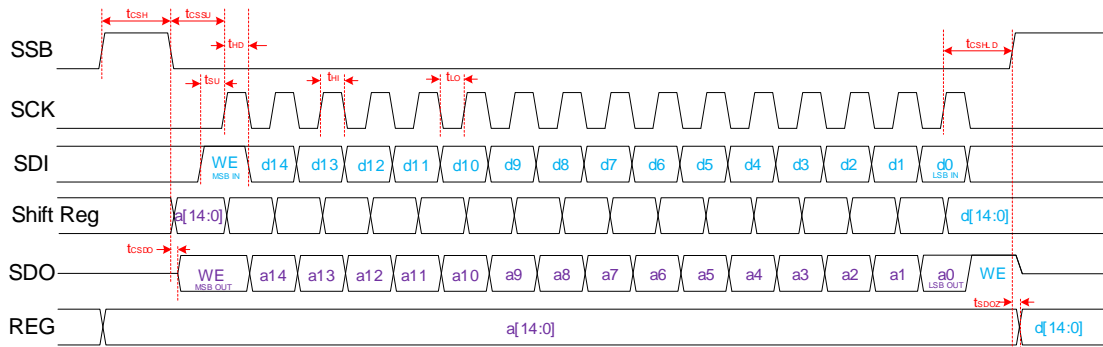 tCSH tCSSU
SSB tHD tCSHLD
tSU tHI tLO
SCK
SDI WE d14 d13 d12 d11 d10 d9 d8 d7 d6 d5 d4 d3 d2 d1 d0
MSB IN LSB IN
Shift Reg a[14:0] d[14:0]
tCSDO
SDO WE a14 a13 a12 a11 a10 a9 a8 a7 a6 a5 a4 a3 a2 a1 a0 WE
MSB OUT LSB OUT
tSDOZ
REG a[14:0] d[14:0]